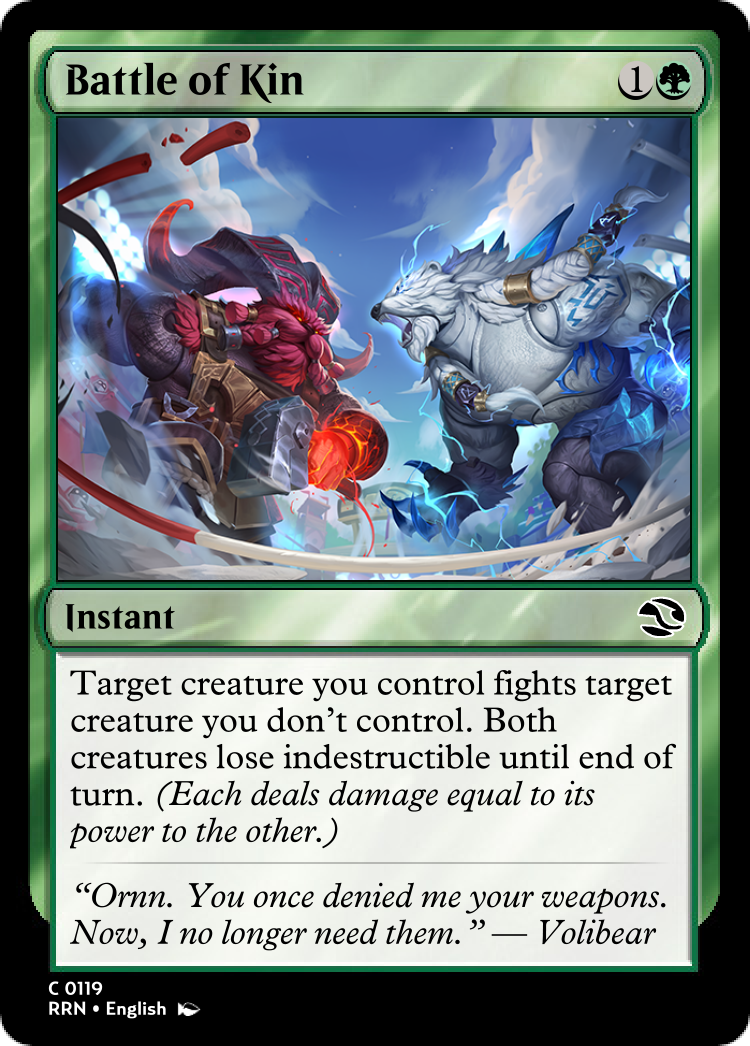 Battle of Kin 1
Instant
Target creature you control fights target
creature you don’t control. Both
creatures lose indestructible until end of
turn. (Each deals damage equal to its
power to the other.)
“Ornn. You once denied me your weapons.
Now, I no longer need them.” — Volibear
C 0119
RRN • English